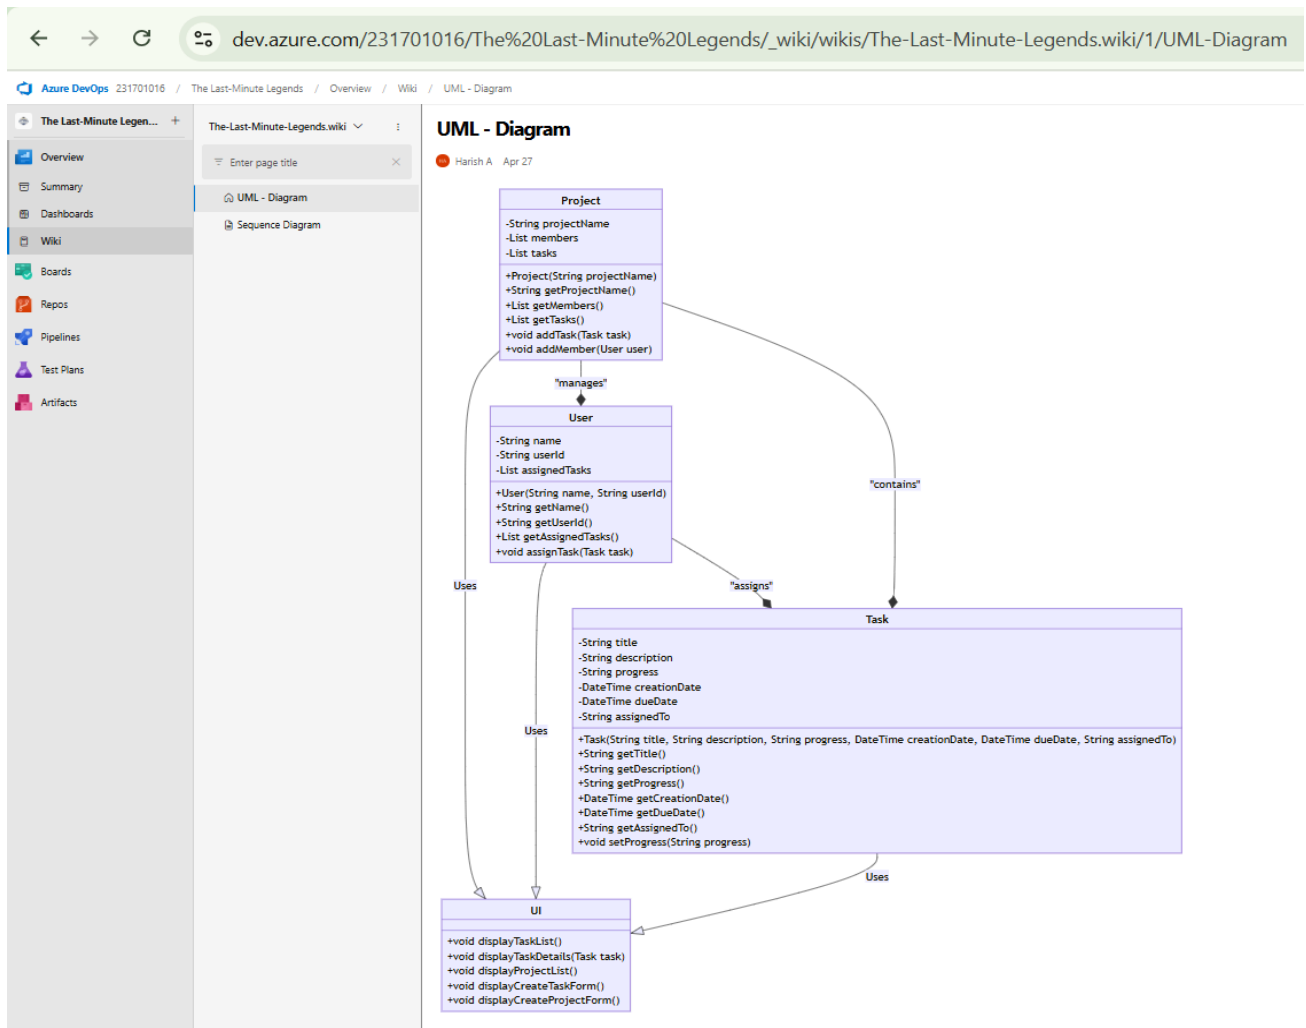 dev.azure.com/231701016/The%20Last-Minute%20Legends/_wiki/wikis/The-Last-Minute-Legends.wiki/1/UML-Diagram
Azure DevOps 231701016 / The Last-Minute Legends / Overview / Wiki / UML - Diagram
The Last-Minute Legen... +
Overview
Summary
Dashboards
Wiki
Boards
Repos
Pipelines
Test Plans
Artifacts
The-Last-Minute-Legends.wiki
Enter page title
UML - Diagram
Sequence Diagram
UML - Diagram
Harish A Apr 27
Project
-String projectName
-List members
-List tasks
+Project(String projectName)
+String getProjectName()
+List getMembers()
+List getTasks()
+void addTask(Task task)
+void addMember(User user)
"manages"
User
-String name
-String userId
-List assignedTasks
+User(String name, String userId)
+String getName()
+String getUserId()
+List getAssignedTasks()
+void assignTask(Task task)
"contains"
Uses
"assigns"
Task
-String title
-String description
-String progress
-DateTime creationDate
-DateTime dueDate
-String assignedTo
+Task(String title, String description, String progress, DateTime creationDate, DateTime dueDate, String assignedTo)
+String getTitle()
+String getDescription()
+String getProgress()
+DateTime getCreationDate()
+DateTime getDueDate()
+String getAssignedTo()
+void setProgress(String progress)
Uses
Uses
UI
+void displayTaskList()
+void displayTaskDetails(Task task)
+void displayProjectList()
+void displayCreateTaskForm()
+void displayCreateProjectForm()